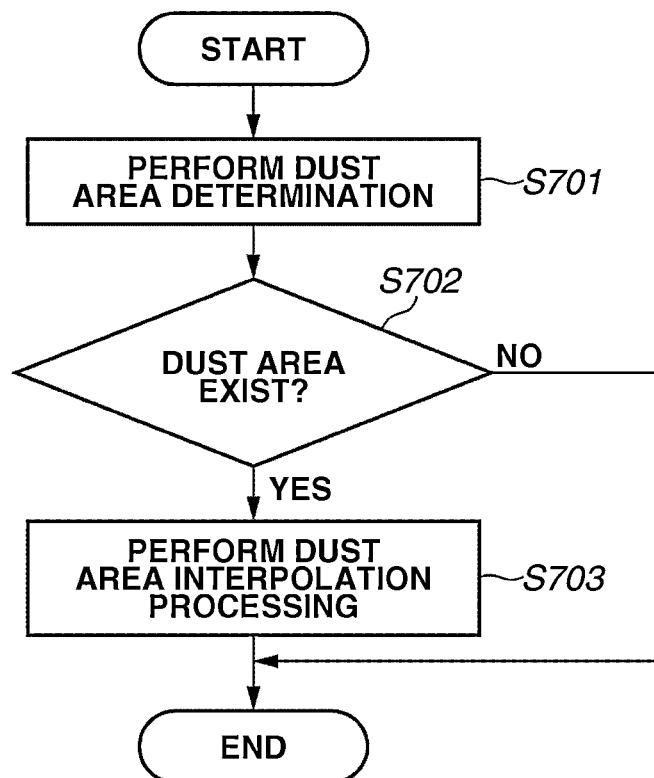 START
PERFORM DUST
AREA DETERMINATION
S701
S702
DUST AREA
EXIST?
NO
YES
PERFORM DUST
AREA INTERPOLATION
PROCESSING
S703
END